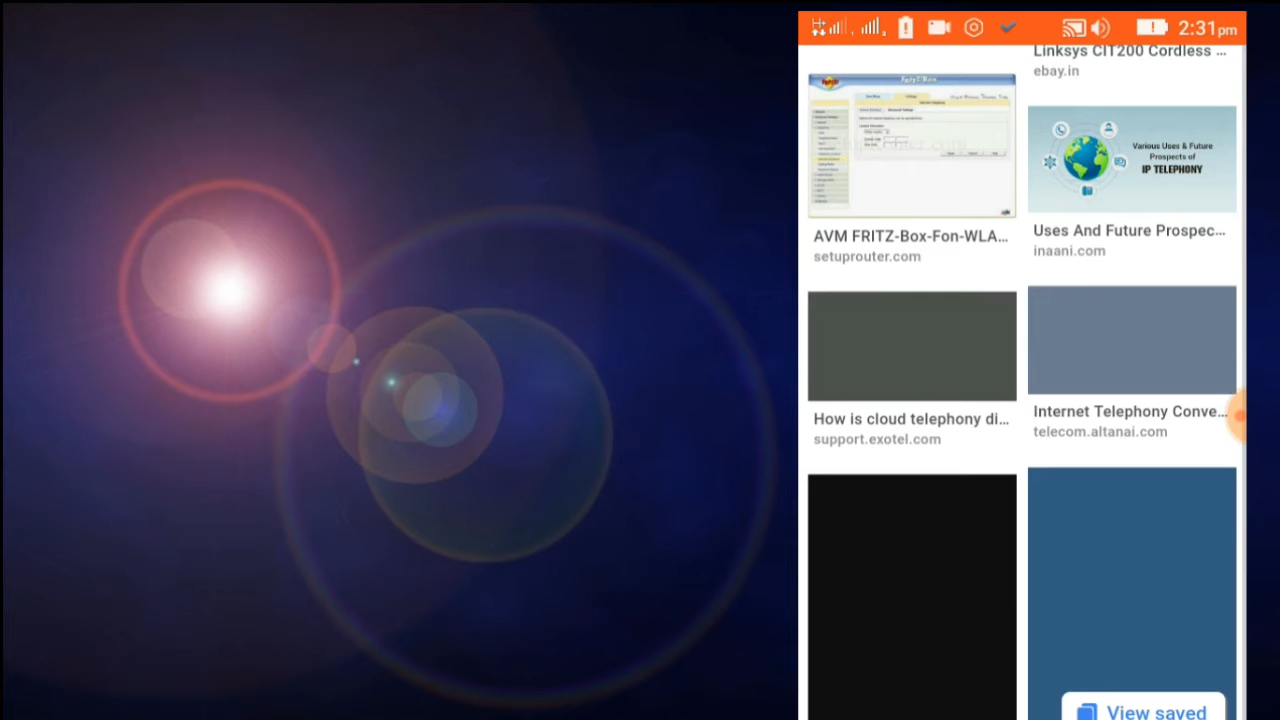 2:31pm
Linksys CIT200 Cordless ...
ebay.in
AVM FRITZ-Box-Fon-WLA...
setuprouter.com
Various Uses & Future
Prospects of
IP TELEPHONY
Uses And Future Prospec...
inaani.com
How is cloud telephony di...
support.exotel.com
Internet Telephony Conve...
telecom.altanai.com
View saved